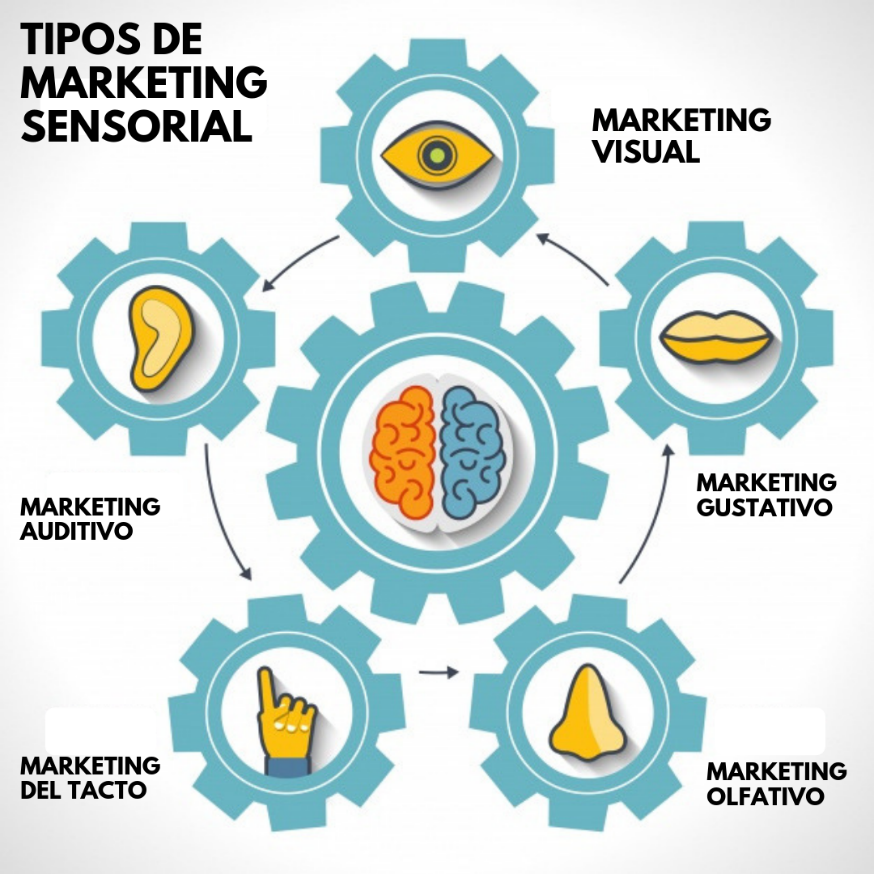 TIPOS DE
MARKETING
SENSORIAL
MARKETING
VISUAL
MARKETING
AUDITIVO
MARKETING
GUSTATIVO
MARKETING
DEL TACTO
MARKETING
OLFATIVO